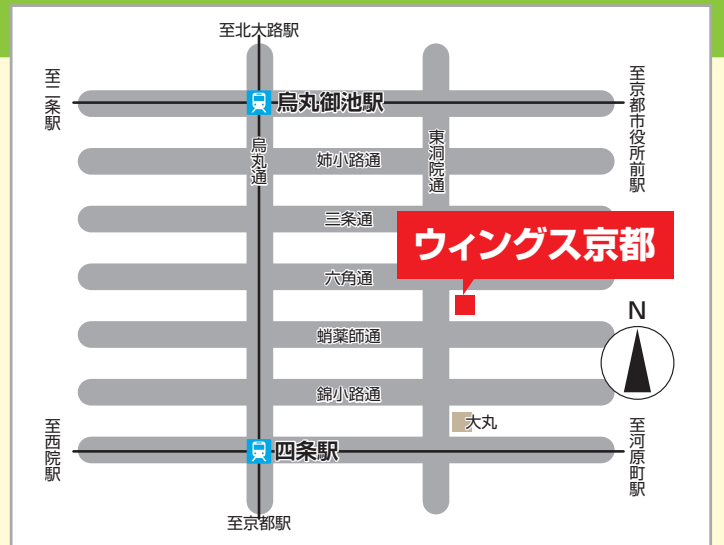 至北大路駅
至二条駅
烏丸御池駅
至京都市役所前駅
烏丸通
東洞院通
姉小路通
三条通
ウィングス京都
六角通
N
蛸薬師通
錦小路通
大丸
至西院駅
四条駅
至河原町駅
至京都駅